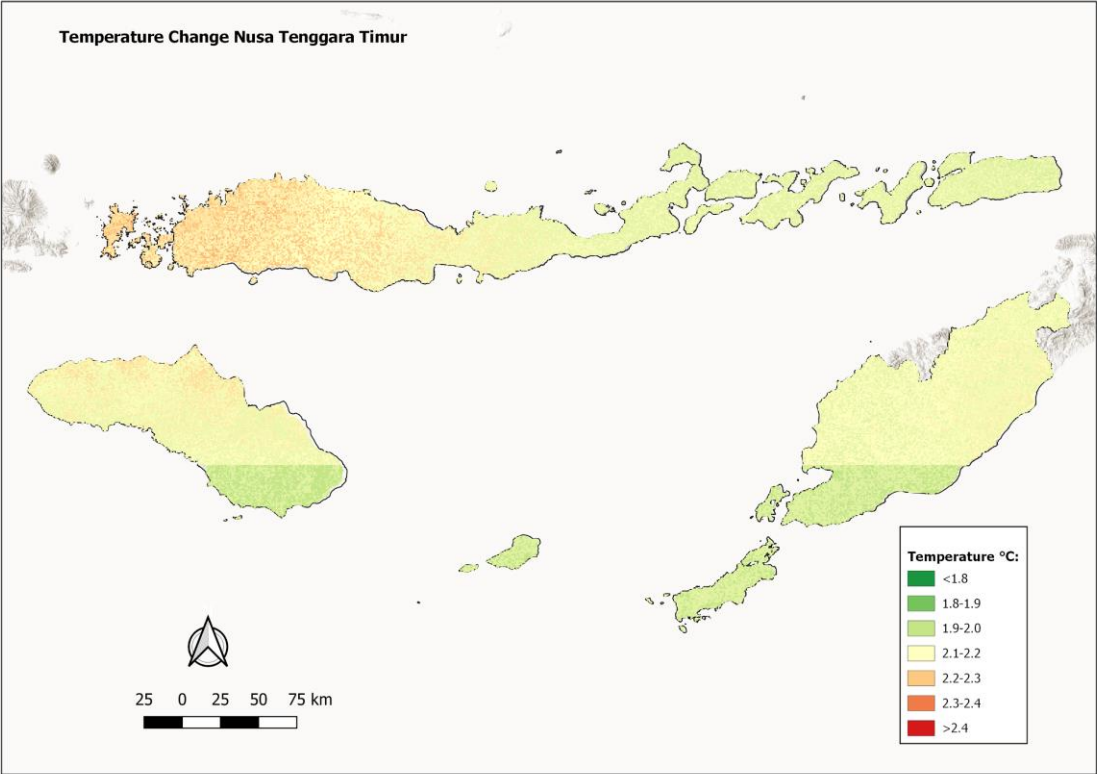 Temperature Change Nusa Tenggara Timur
Temperature °C:
<1.8
1.8-1.9
1.9-2.0
2.1-2.2
2.2-2.3
2.3-2.4
>2.4
25 0 25 50 75 km